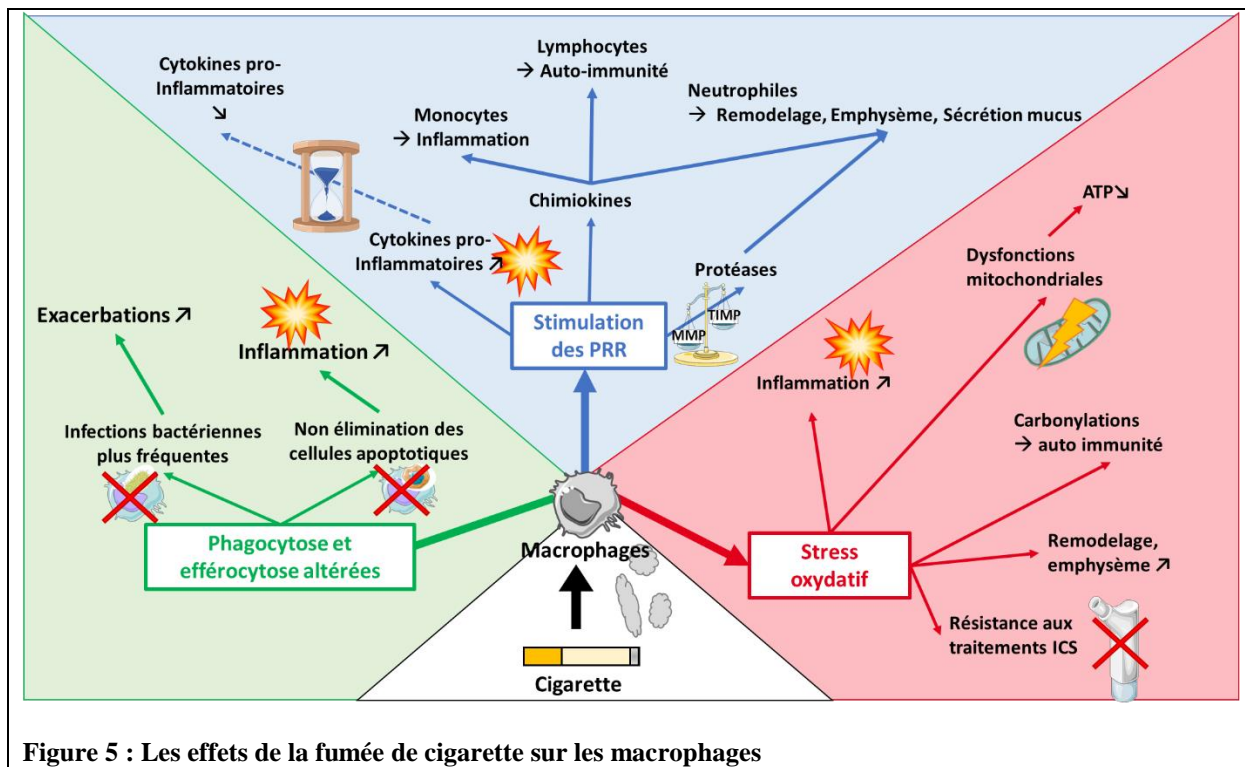 Cytokines pro-
Inflammatoires
↘
Lymphocytes
→ Auto-immunité
Monocytes
→ Inflammation
Neutrophiles
→ Remodelage, Emphysème, Sécrétion mucus
Chimiokines
Cytokines pro-
Inflammatoires ↗
Protéases
MMP
TIMP
Stimulation
des PRR
Exacerbations ↗
Inflammation ↗
Infections bactériennes
plus fréquentes
Non élimination des
cellules apoptotiques
Phagocytose et
efférocytose altérées
Macrophages
Cigarette
ATP↘
Dysfonctions
mitochondriales
Inflammation ↗
Carbonylations
→ auto immunité
Stress
oxydatif
Remodelage,
emphysème ↗
Résistance aux
traitements ICS
Figure 5 : Les effets de la fumée de cigarette sur les macrophages